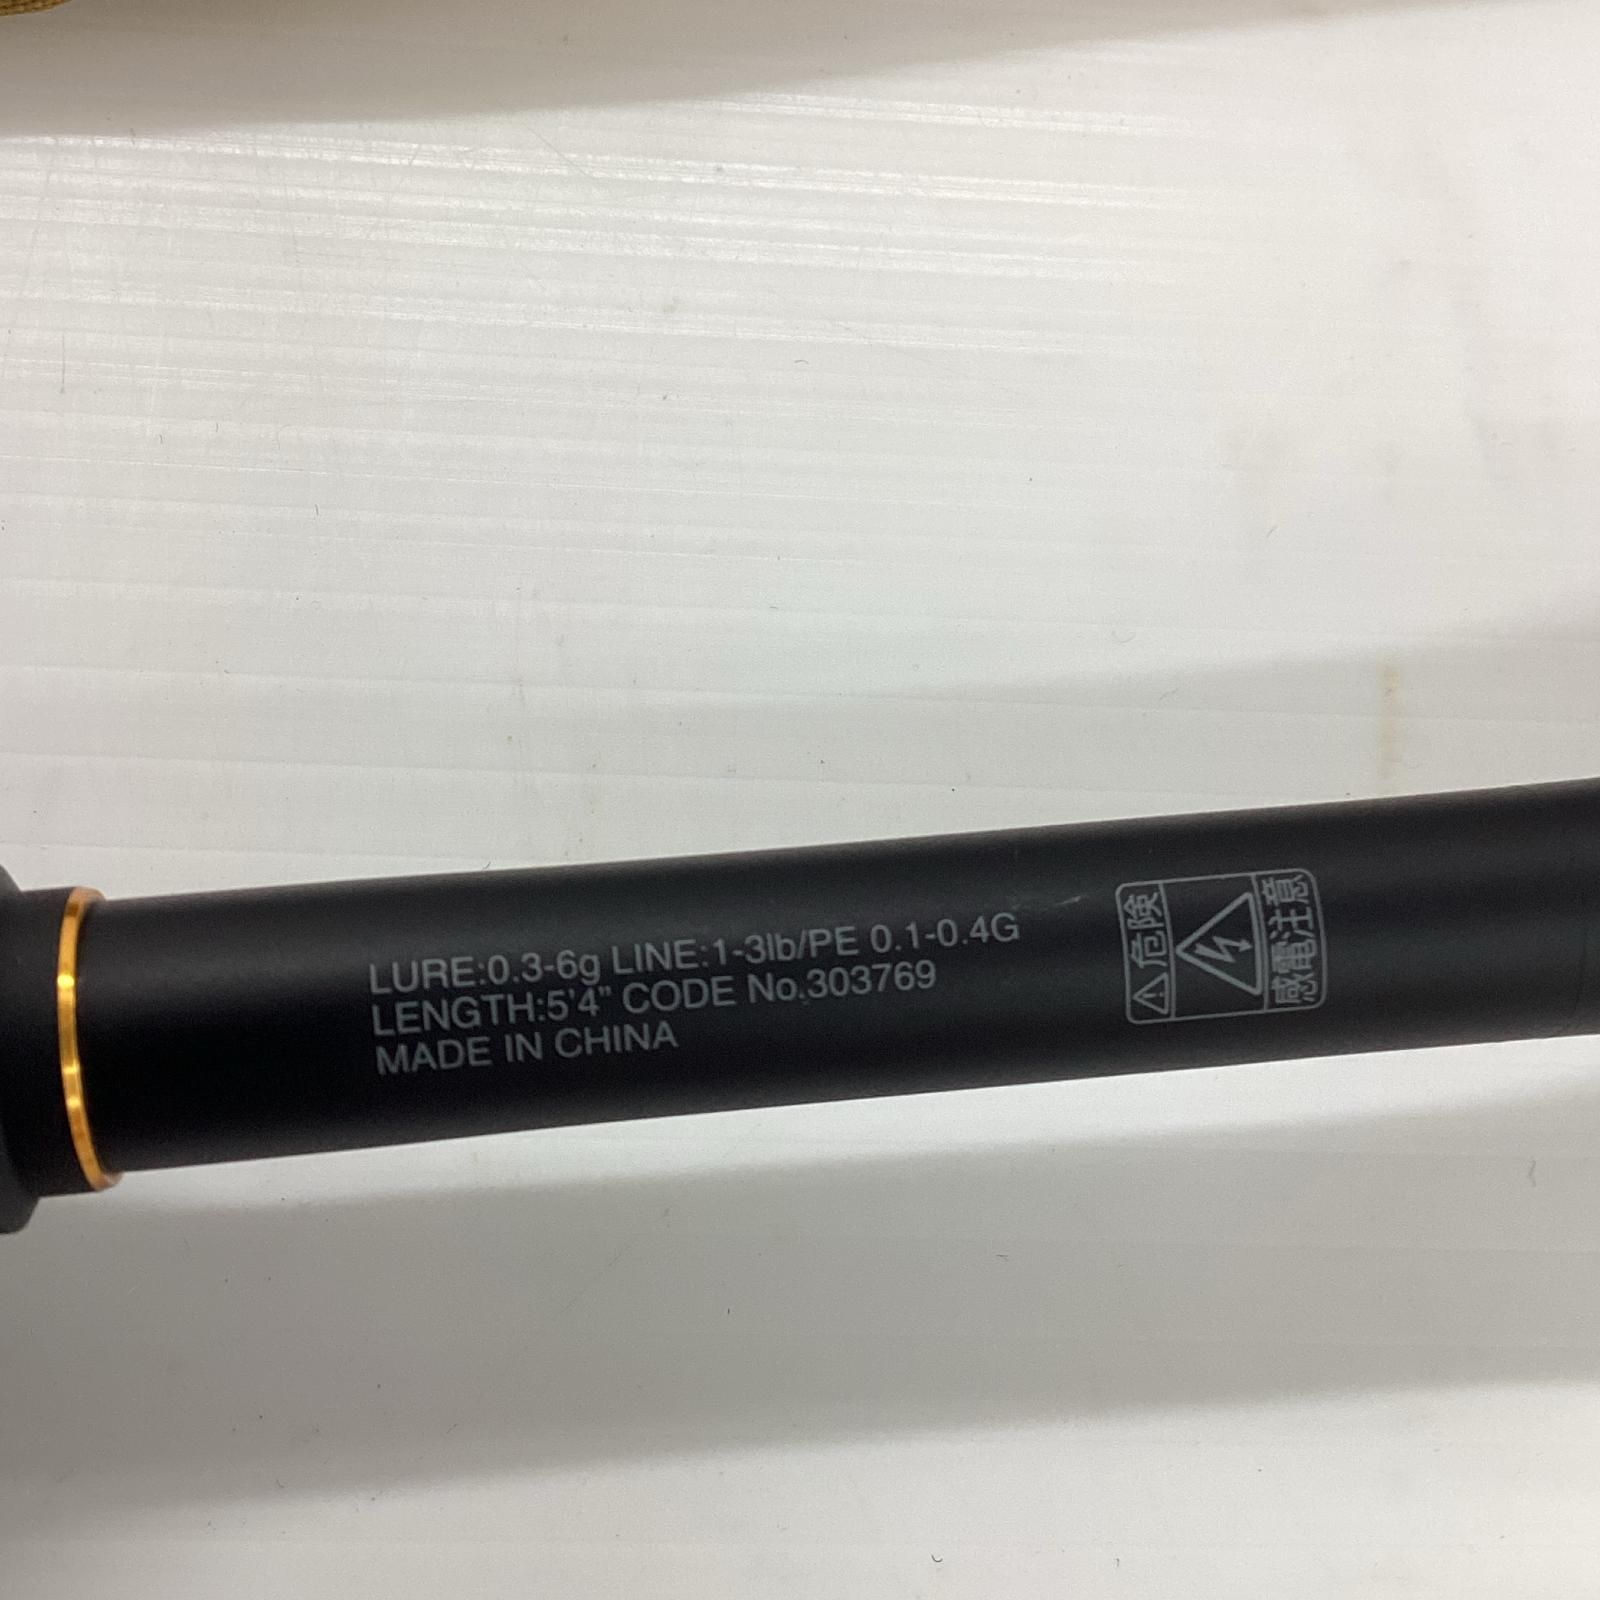 LURE:0.3-6g LINE:1-3lb/PE 0.1-0.4G
LENGTH:5'4" CODE No.303769
MADE IN CHINA
危険
感電注意